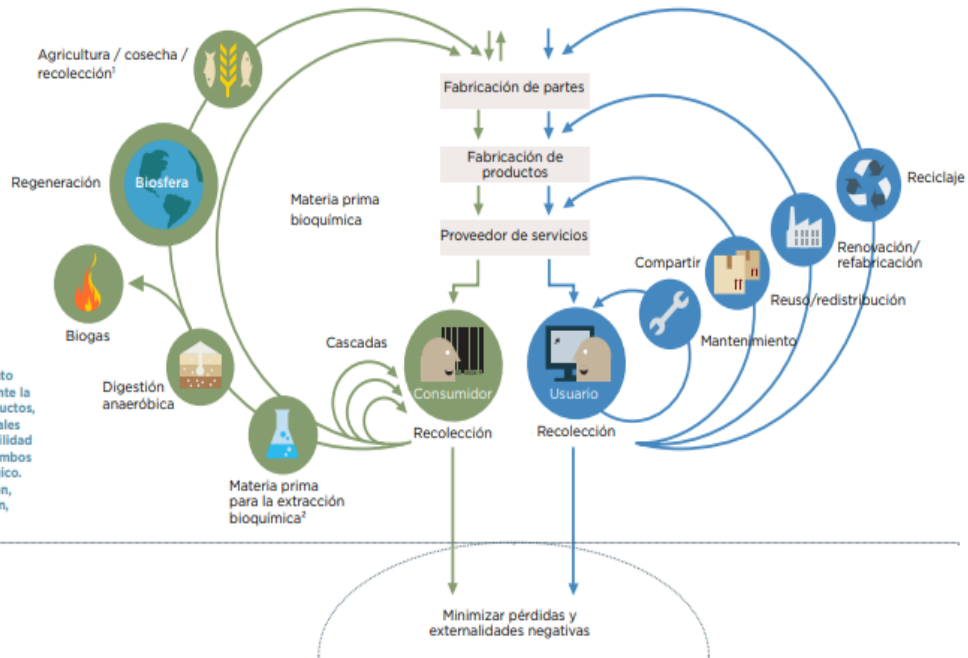 Agricultura / cosecha /
recolección¹
Fabricación de partes
Fabricación de
productos
Proveedor de servicios
Regeneración
Biosfera
Materia prima
bioquímica
Reciclaje
Renovación/
refabricación
Compartir
Reuso/redistribución
Mantenimiento
Biogas
Cascadas
Digestión
anaeróbica
Consumidor
Usuario
Recolección
Recolección
Materia prima
para la extracción
bioquímica²
Minimizar pérdidas y
externalidades negativas